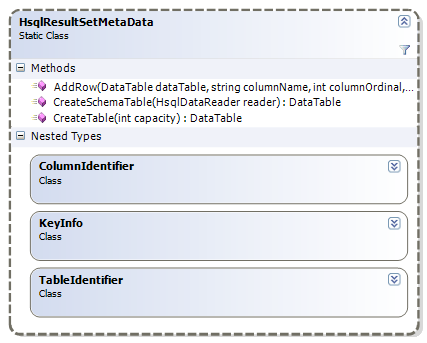 HsqlResultSetMetaData
Static Class
Methods
AddRow(DataTable dataTable, string columnName, int columnOrdinal,...
CreateSchemaTable(HsqlDataReader reader) : DataTable
CreateTable(int capacity) : DataTable
Nested Types
ColumnIdentifier
Class
KeyInfo
Class
TableIdentifier
Class